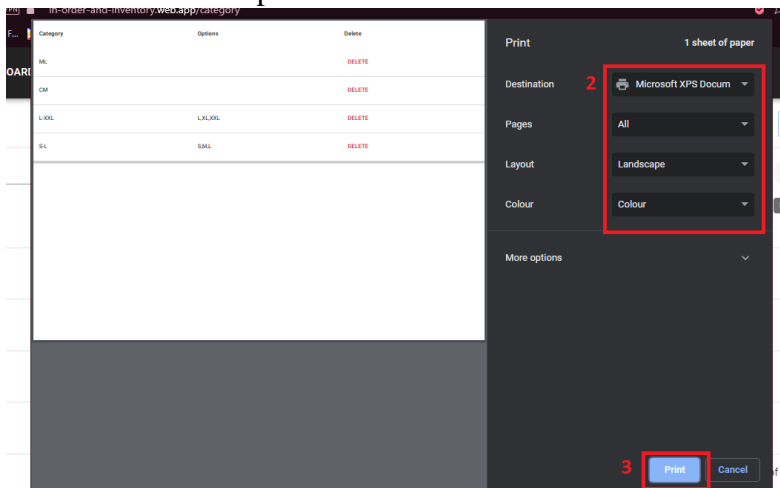 in-order-and-inventory.web.app/category
F...
Category Options Delete
Print 1 sheet of paper
ML DELETE
OARD
Destination 2 Microsoft XPS Docum
CM DELETE
L-XXL L,XL,XXL DELETE
Pages All
S-L S,M,L DELETE
Layout Landscape
Colour Colour
More options
3 Print Cancel
of